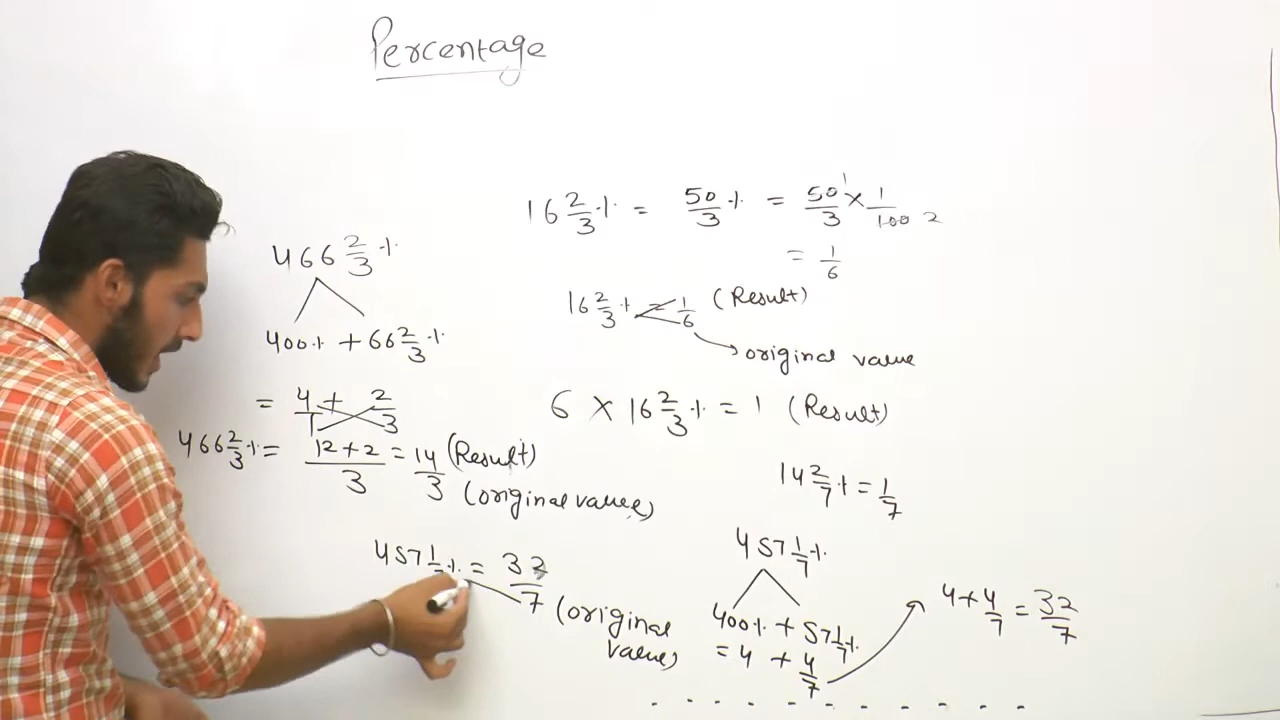 Percentage
16 2/3 % = 50/3 % = 50/3 × 1/100 1 2
= 1/6
16 2/3 % = 1/6 (Result)
original value
6 × 16 2/3 % = 1 (Result)
14 2/7 % = 1/7
466 2/3 %
400% + 66 2/3 %
= 4/1 + 2/3
466 2/3 % = 12+2/3 = 14/3 (Result)
(original value)
457 1/7 % = 32/7 (original value)
457 1/7 %
400% + 57 1/7 %
= 4 + 4/7
4 + 4/7 = 32/7